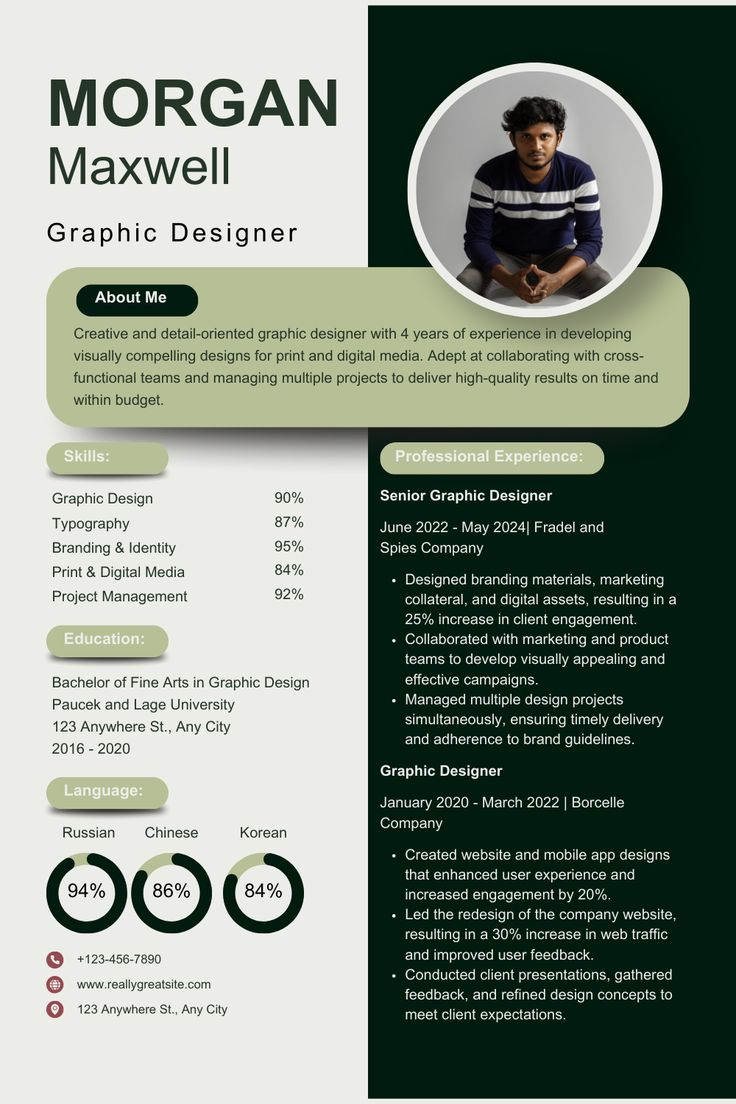 MORGAN
Maxwell
Graphic Designer
About Me
Creative and detail-oriented graphic designer with 4 years of experience in developing
visually compelling designs for print and digital media. Adept at collaborating with cross-
functional teams and managing multiple projects to deliver high-quality results on time and
within budget.
Skills:
Graphic Design 90%
Typography 87%
Branding & Identity 95%
Print & Digital Media 84%
Project Management 92%
Education:
Bachelor of Fine Arts in Graphic Design
Paucek and Lage University
123 Anywhere St., Any City
2016 - 2020
Language:
Russian Chinese Korean
94% 86% 84%
+123-456-7890
www.reallygreatsite.com
123 Anywhere St., Any City
Professional Experience:
Senior Graphic Designer
June 2022 - May 2024| Fradel and
Spies Company
• Designed branding materials, marketing
collateral, and digital assets, resulting in a
25% increase in client engagement.
• Collaborated with marketing and product
teams to develop visually appealing and
effective campaigns.
• Managed multiple design projects
simultaneously, ensuring timely delivery
and adherence to brand guidelines.
Graphic Designer
January 2020 - March 2022 | Borcelle
Company
• Created website and mobile app designs
that enhanced user experience and
increased engagement by 20%.
• Led the redesign of the company website,
resulting in a 30% increase in web traffic
and improved user feedback.
• Conducted client presentations, gathered
feedback, and refined design concepts to
meet client expectations.